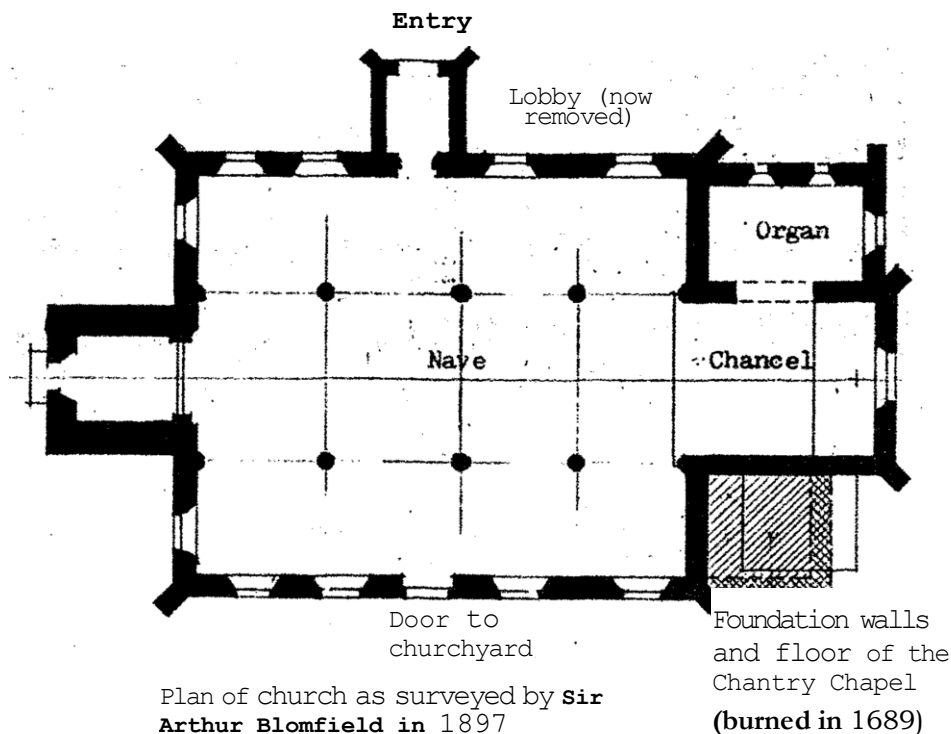 Entry
Lobby (now
removed)
Organ
Nave
Chancel
Door to
churchyard
Foundation walls
and floor of the
Chantry Chapel
(burned in 1689)
Plan of church as surveyed by Sir
Arthur Blomfield in 1897